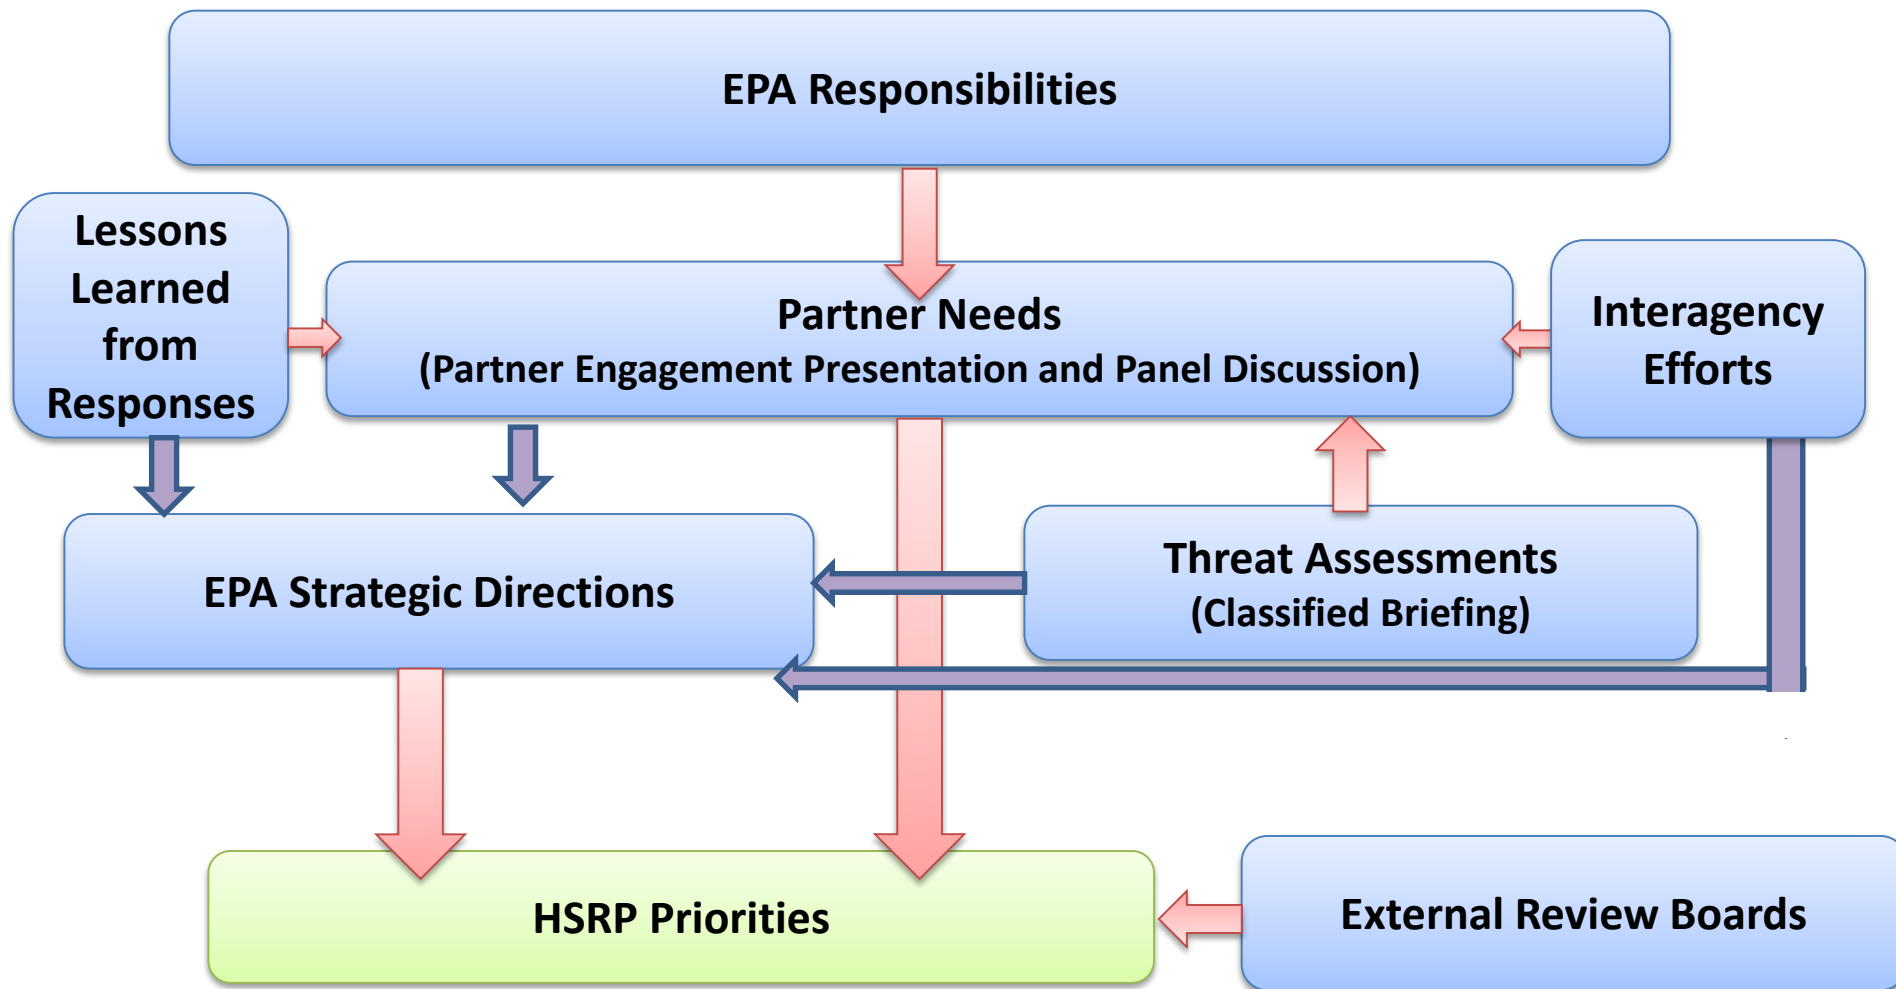 EPA Responsibilities
Lessons
Learned
from
Responses
Partner Needs
(Partner Engagement Presentation and Panel Discussion)
Interagency
Efforts
EPA Strategic Directions
Threat Assessments
(Classified Briefing)
HSRP Priorities
External Review Boards